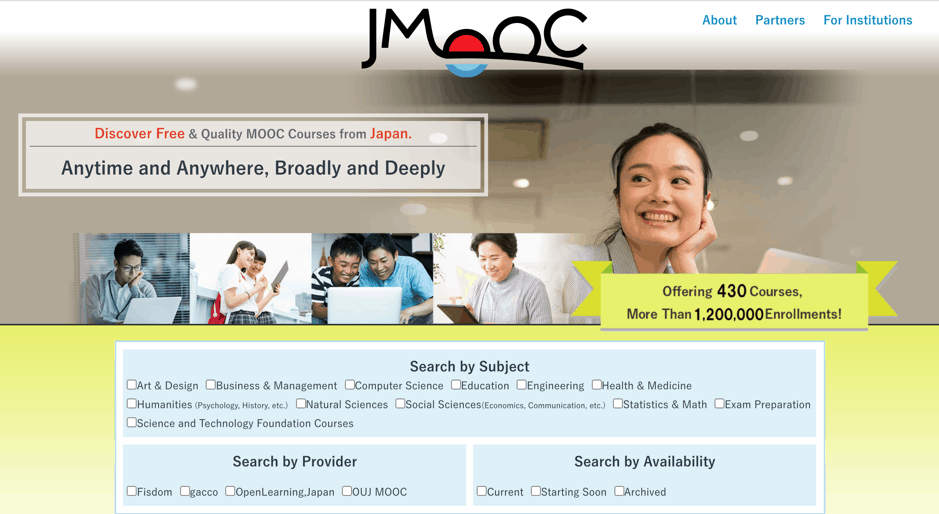 JMOOC
About Partners For Institutions
Discover Free & Quality MOOC Courses from Japan.
Anytime and Anywhere, Broadly and Deeply
Offering 430 Courses,
More Than 1,200,000 Enrollments!
Search by Subject
Art & Design Business & Management Computer Science Education Engineering Health & Medicine
Humanities (Psychology, History, etc.) Natural Sciences Social Sciences(Economics, Communication, etc.) Statistics & Math Exam Preparation
Science and Technology Foundation Courses
Search by Provider
Fisdom gacco OpenLearning,Japan OUJ MOOC
Search by Availability
Current Starting Soon Archived